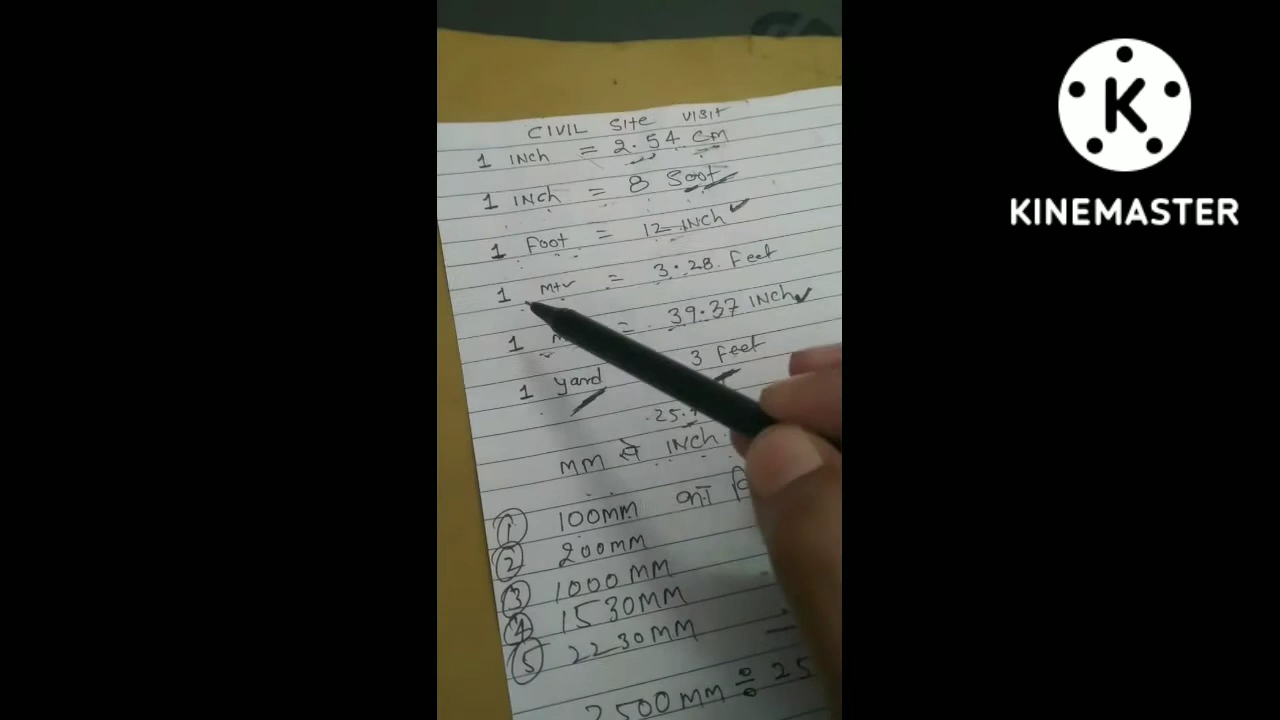 CIVIL Site VISIT
1 INch = 2.54 CM
1 INCh = 8 Soot
1 Foot = 12 INCh
1 mtr = 3.28 Feet
1 = 39.37 INCh
1 Yard 3 Feet
25.
MM से INCh
① 100MM का
② 200MM
③ 1000MM
④ 1530MM
⑤ 2230MM
2500MM ÷ 25
K
KINEMASTER